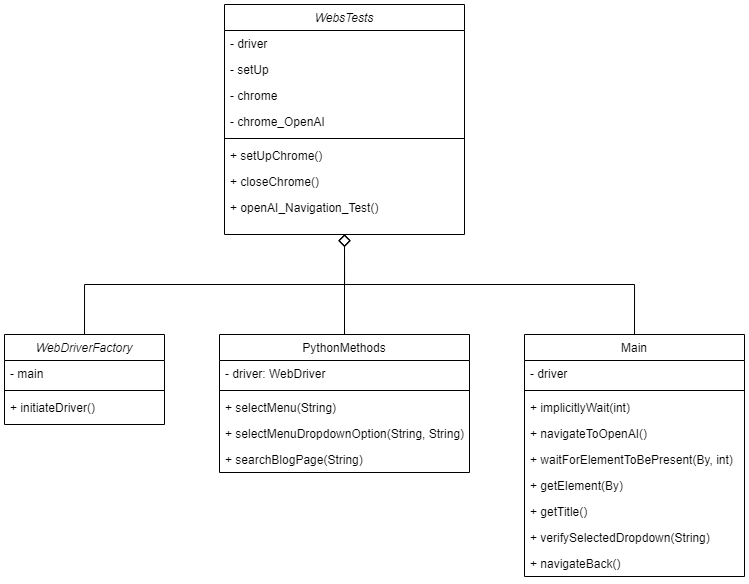 WebsTests
- driver
- setUp
- chrome
- chrome_OpenAI
+ setUpChrome()
+ closeChrome()
+ openAI_Navigation_Test()
WebDriverFactory
- main
+ initiateDriver()
PythonMethods
- driver: WebDriver
+ selectMenu(String)
+ selectMenuDropdownOption(String, String)
+ searchBlogPage(String)
Main
- driver
+ implicitlyWait(int)
+ navigateToOpenAI()
+ waitForElementToBePresent(By, int)
+ getElement(By)
+ getTitle()
+ verifySelectedDropdown(String)
+ navigateBack()